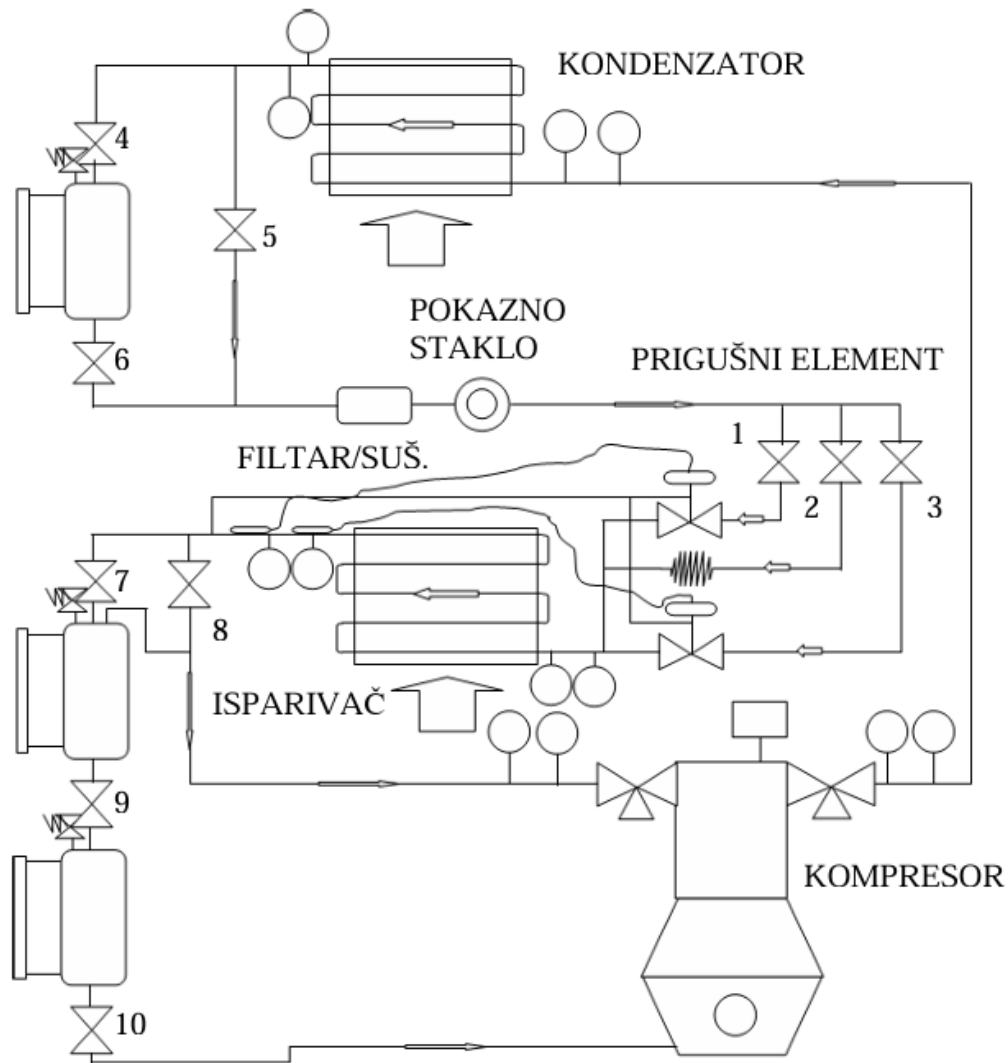 KONDENZATOR
4
5
POKAZNO
STAKLO
6
PRIGUŠNI ELEMENT
1
FILTAR/SUŠ.
2
3
7
8
ISPARIVAČ
9
KOMPRESOR
10